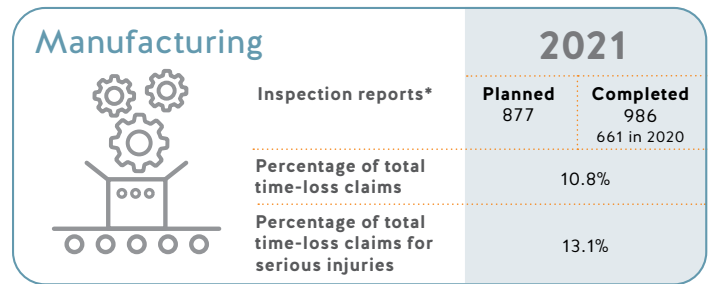 Manufacturing
2021
Inspection reports*
Planned
877
Completed
986
661 in 2020
Percentage of total
time-loss claims
10.8%
Percentage of total
time-loss claims for
serious injuries
13.1%